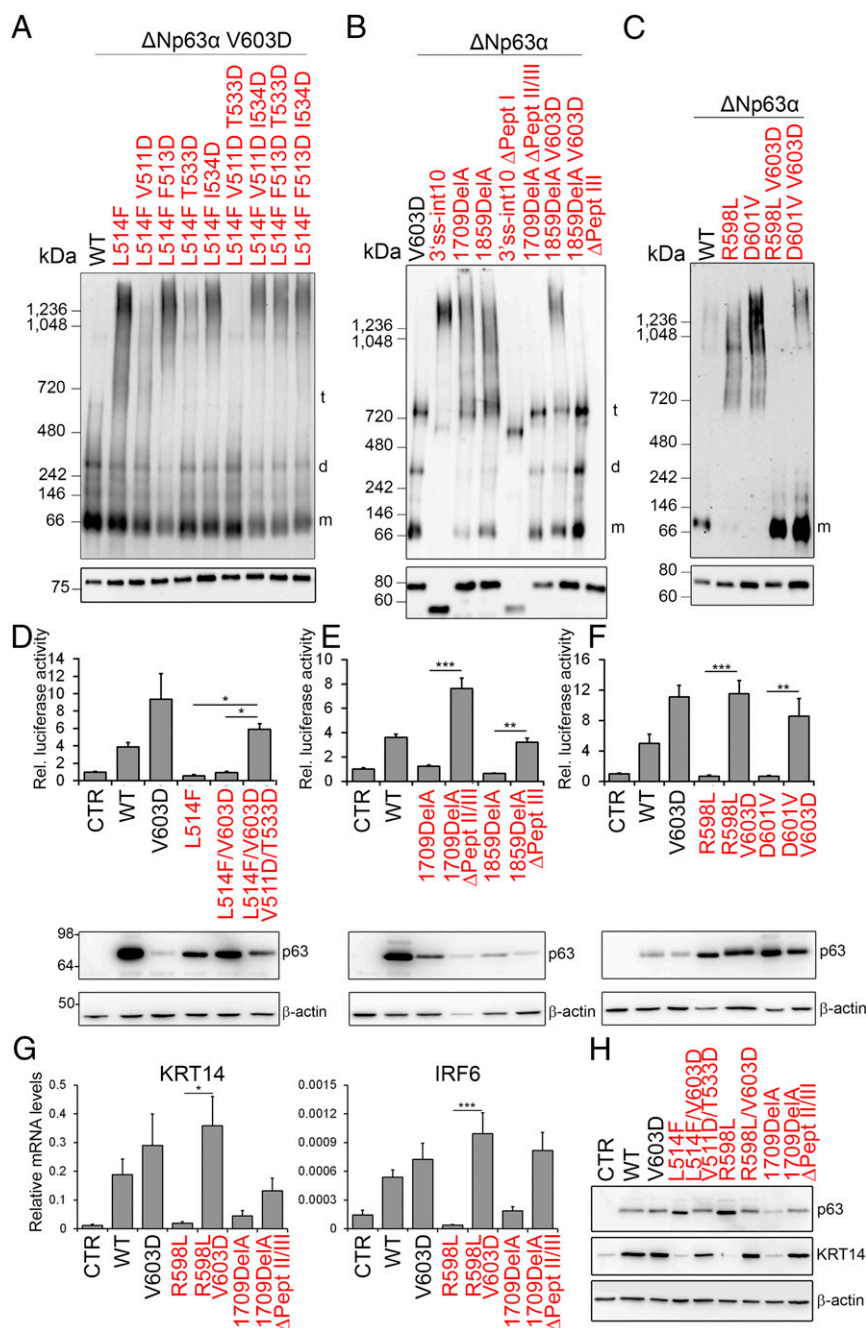 A
ΔNp63α V603D
WT
L514F
L514F V511D
L514F F513D
L514F T533D
L514F I534D
L514F V511D T533D
L514F V511D I534D
L514F F513D T533D
L514F F513D I534D
kDa
1,236
1,048
720
480
242
146
66
t
d
m
75
B
ΔNp63α
V603D
3'ss-int10
1709DelA
1859DelA
3'ss-int10 ΔPept I
1709DelA ΔPept II/III
1859DelA V603D
1859DelA V603D
ΔPept III
kDa
1,236
1,048
720
480
242
146
66
t
d
m
80
60
C
ΔNp63α
WT
R598L
D601V
R598L V603D
D601V V603D
kDa
1,236
1,048
720
480
242
146
66
m
80
60
D
Rel. luciferase activity
14
12
10
8
6
4
2
0
*
*
CTR
WT
V603D
L514F
L514F/V603D
L514F/V603D
V511D/T533D
98
64
p63
50
β-actin
E
Rel. luciferase activity
10
8
6
4
2
0
***
**
CTR
WT
1709DelA
1709DelA
ΔPept II/III
1859DelA
1859DelA
ΔPept III
p63
β-actin
F
Rel. luciferase activity
16
12
8
4
0
***
**
CTR
WT
V603D
R598L
R598L
V603D
D601V
D601V
V603D
p63
β-actin
G
KRT14
Relative mRNA levels
0.5
0.4
0.3
0.2
0.1
0
*
CTR
WT
V603D
R598L
R598L
V603D
1709DelA
1709DelA
ΔPept II/III
IRF6
0.0015
0.0012
0.0009
0.0006
0.0003
0
***
CTR
WT
V603D
R598L
R598L
V603D
1709DelA
1709DelA
ΔPept II/III
H
CTR
WT
V603D
L514F
L514F/V603D
V511D/T533D
R598L
R598L/V603D
1709DelA
1709DelA
ΔPept II/III
p63
KRT14
β-actin